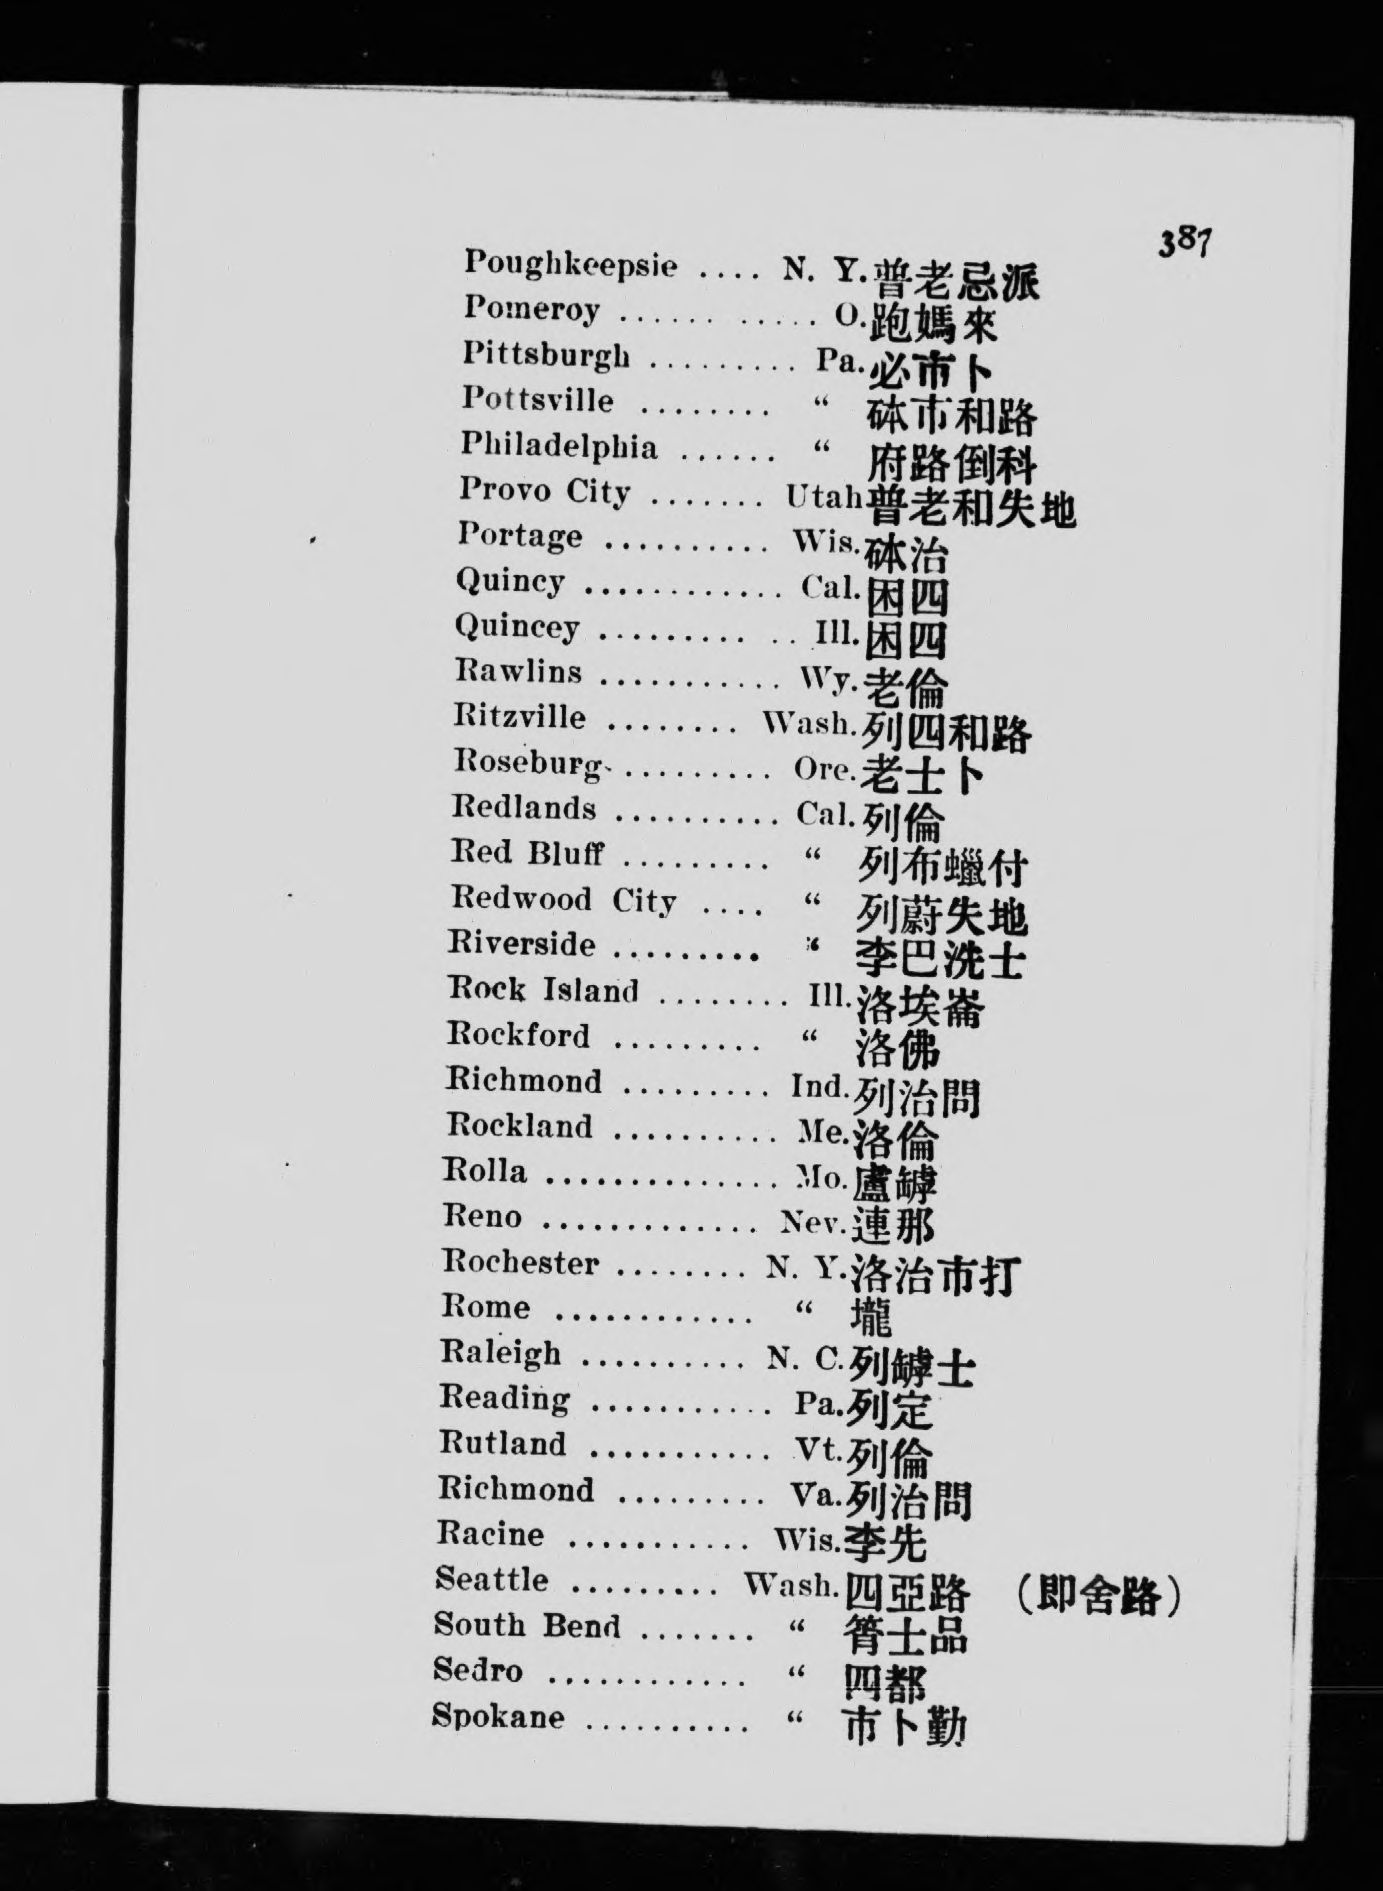 387
Poughkeepsie .... N. Y. 普老忌派
Pomeroy ...... ..... O. 跑媽來
Pittsburgh ......... Pa. 必市卜
Pottsville ........ “ 砵市和路
Philadelphia ...... “ 府路倒科
Provo City ....... Utah 普老和失地
Portage .......... Wis. 砵治
Quincy ............ Cal. 困四
Quincey ......... .. Ill. 困四
Rawlins ........... Wy. 老倫
Ritzville ........ Wash. 列四和路
Roseburg ......... Ore. 老士卜
Redlands .......... Cal. 列倫
Red Bluff ......... “ 列布蠟付
Redwood City .... “ 列蔚失地
Riverside ......... “ 李巴洗士
Rock Island ........ Ill. 洛埃崙
Rockford ......... “ 洛佛
Richmond ......... Ind. 列治問
Rockland .......... Me. 洛倫
Rolla .............. Mo. 盧罅
Reno ............. Nev. 連那
Rochester ........ N. Y. 洛治市打
Rome ............ “ 壠
Raleigh .......... N. C. 列罅士
Reading ........... Pa. 列定
Rutland ........... Vt. 列倫
Richmond ......... Va. 列治問
Racine ........... Wis. 李先
Seattle ......... Wash. 四亞路 （即舍路）
South Bend ....... “ 筲士品
Sedro ............ “ 四都
Spokane .......... “ 市卜勤